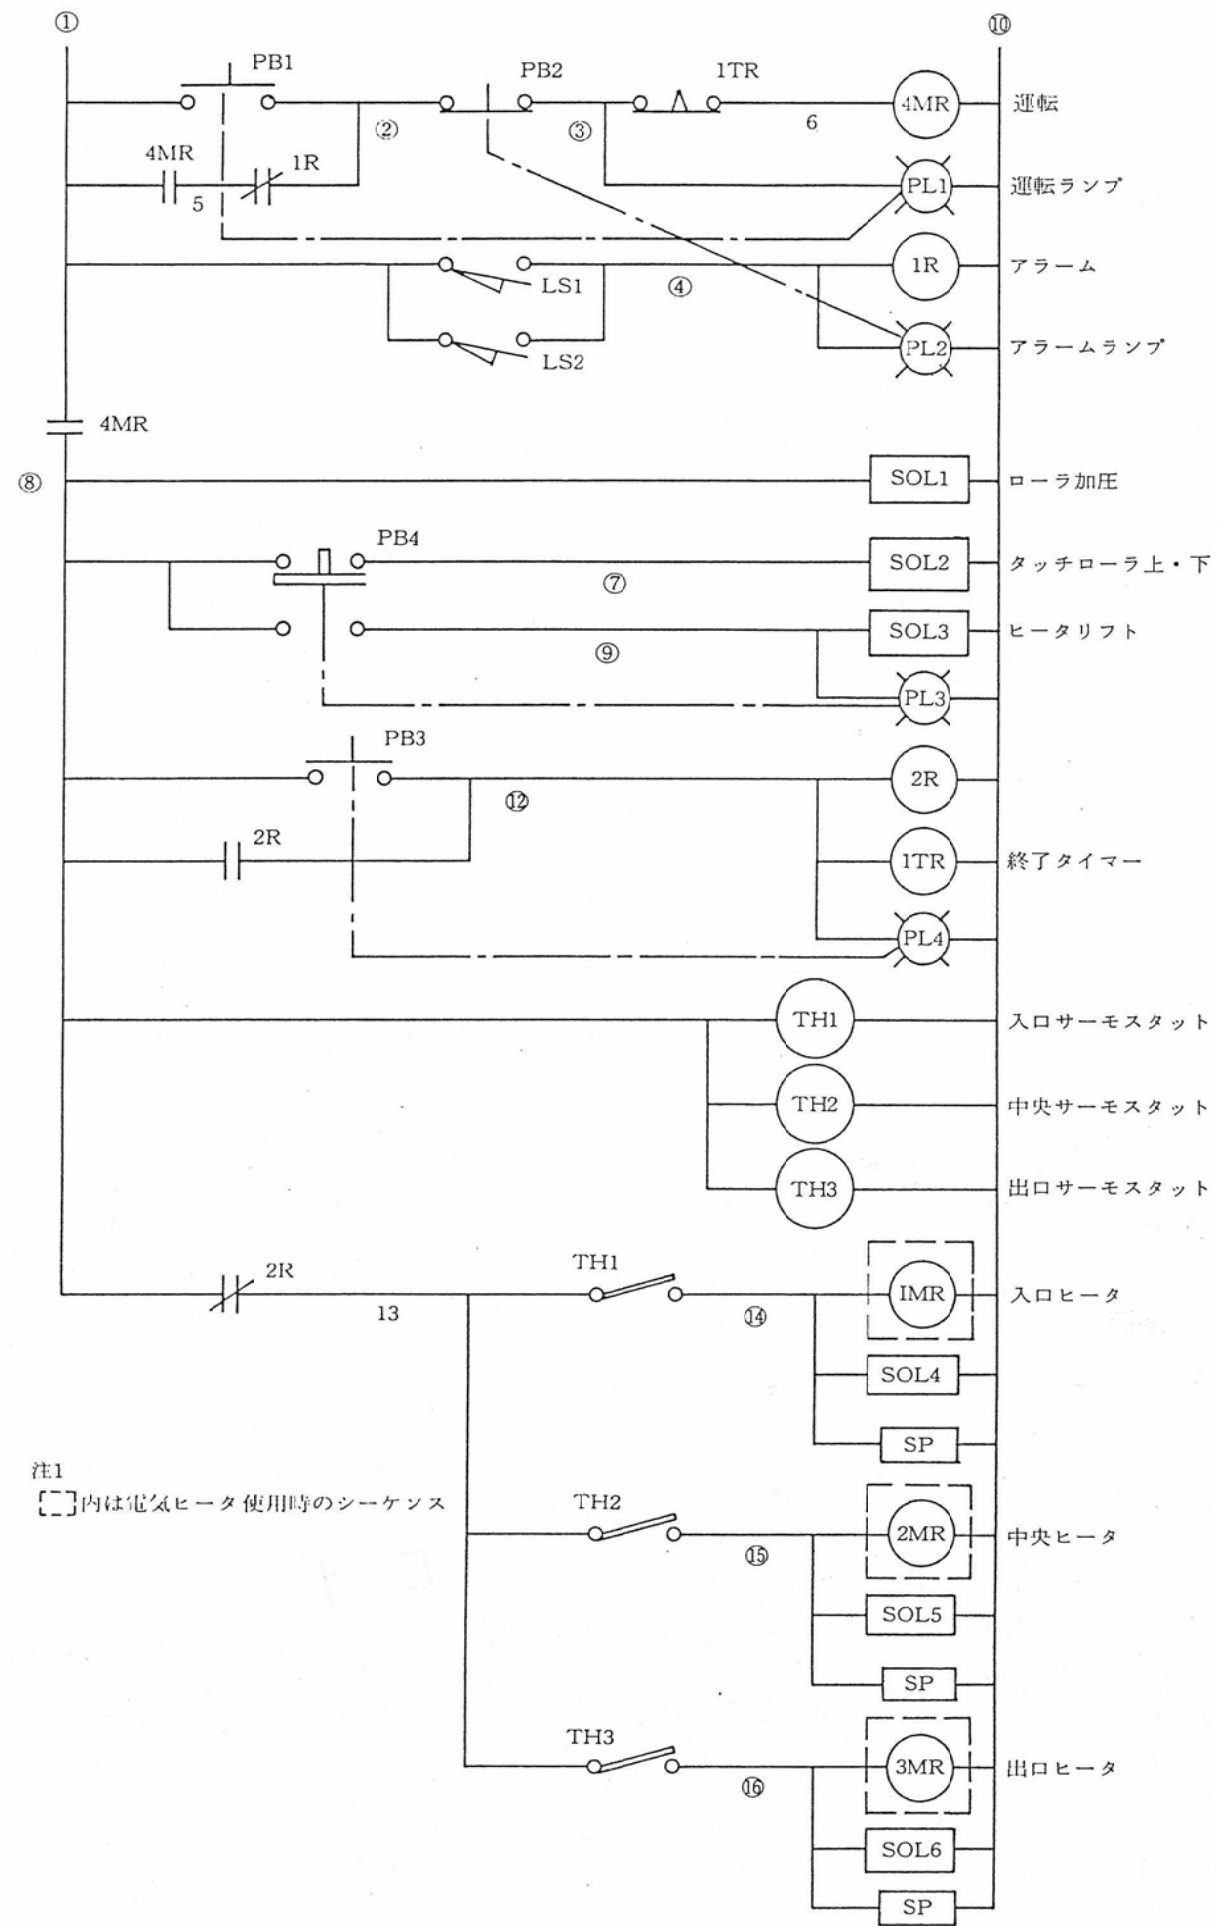 ① ⑩
PB1 PB2 1TR
② ③ 6 4MR 運転
4MR 5 1R PL1 運転ランプ
LS1 ④ 1R アラーム
LS2 PL2 アラームランプ
4MR
⑧ SOL1 ローラ加圧
PB4 ⑦ SOL2 タッチローラ上・下
⑨ SOL3 ヒータリフト
PL3
PB3 ⑫ 2R
2R 1TR 終了タイマー
PL4
TH1 入口サーモスタット
TH2 中央サーモスタット
TH3 出口サーモスタット
2R 13 TH1 ⑭ 1MR 入口ヒータ
SOL4
SP
注1
内は電気ヒータ使用時のシーケンス
TH2 ⑮ 2MR 中央ヒータ
SOL5
SP
TH3 ⑯ 3MR 出口ヒータ
SOL6
SP